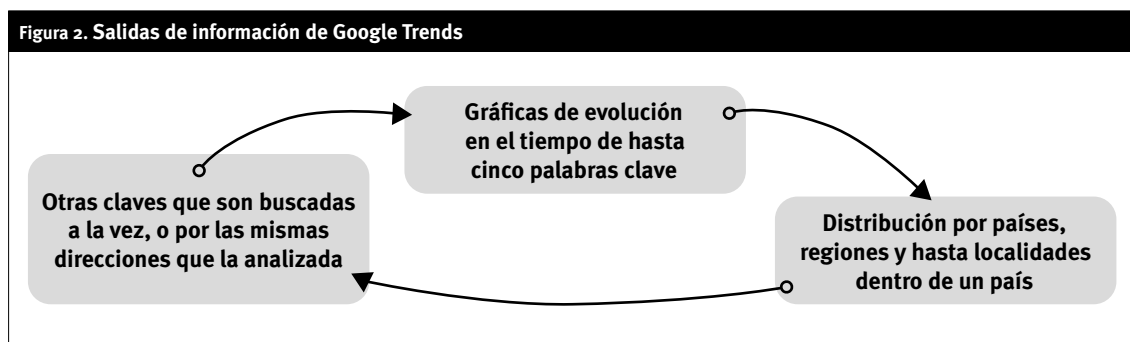 Figura 2. Salidas de información de Google Trends
Gráficas de evolución
en el tiempo de hasta
cinco palabras clave
Otras claves que son buscadas
a la vez, o por las mismas
direcciones que la analizada
Distribución por países,
regiones y hasta localidades
dentro de un país